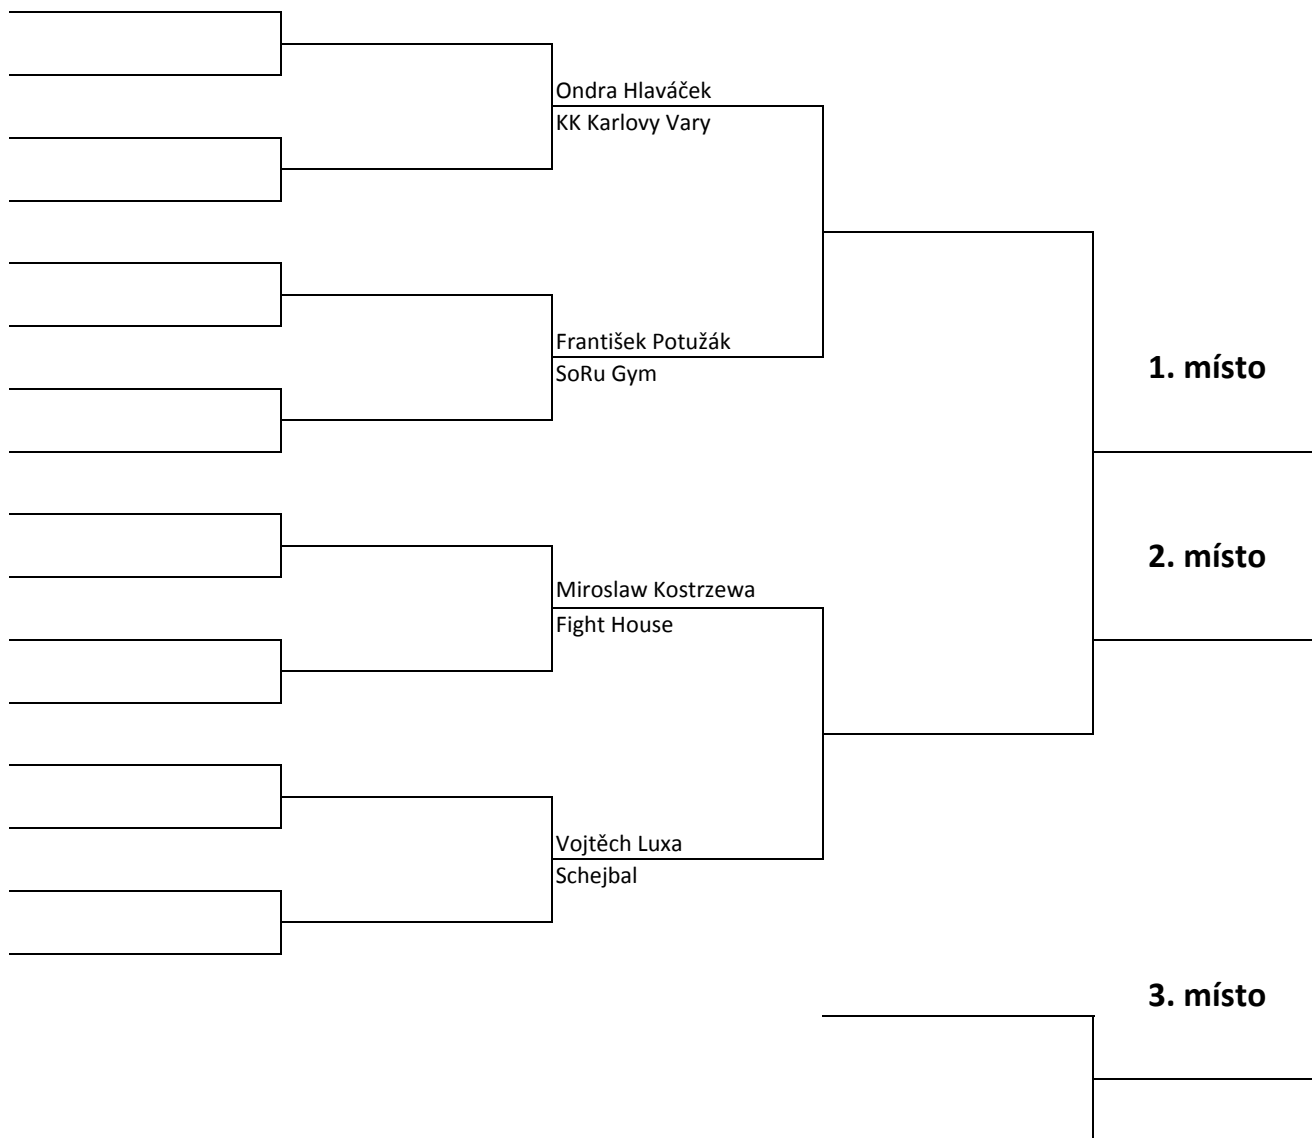 Ondra Hlaváček
KK Karlovy Vary
František Potužák
SoRu Gym
1. místo
2. místo
Miroslaw Kostrzewa
Fight House
Vojtěch Luxa
Schejbal
3. místo